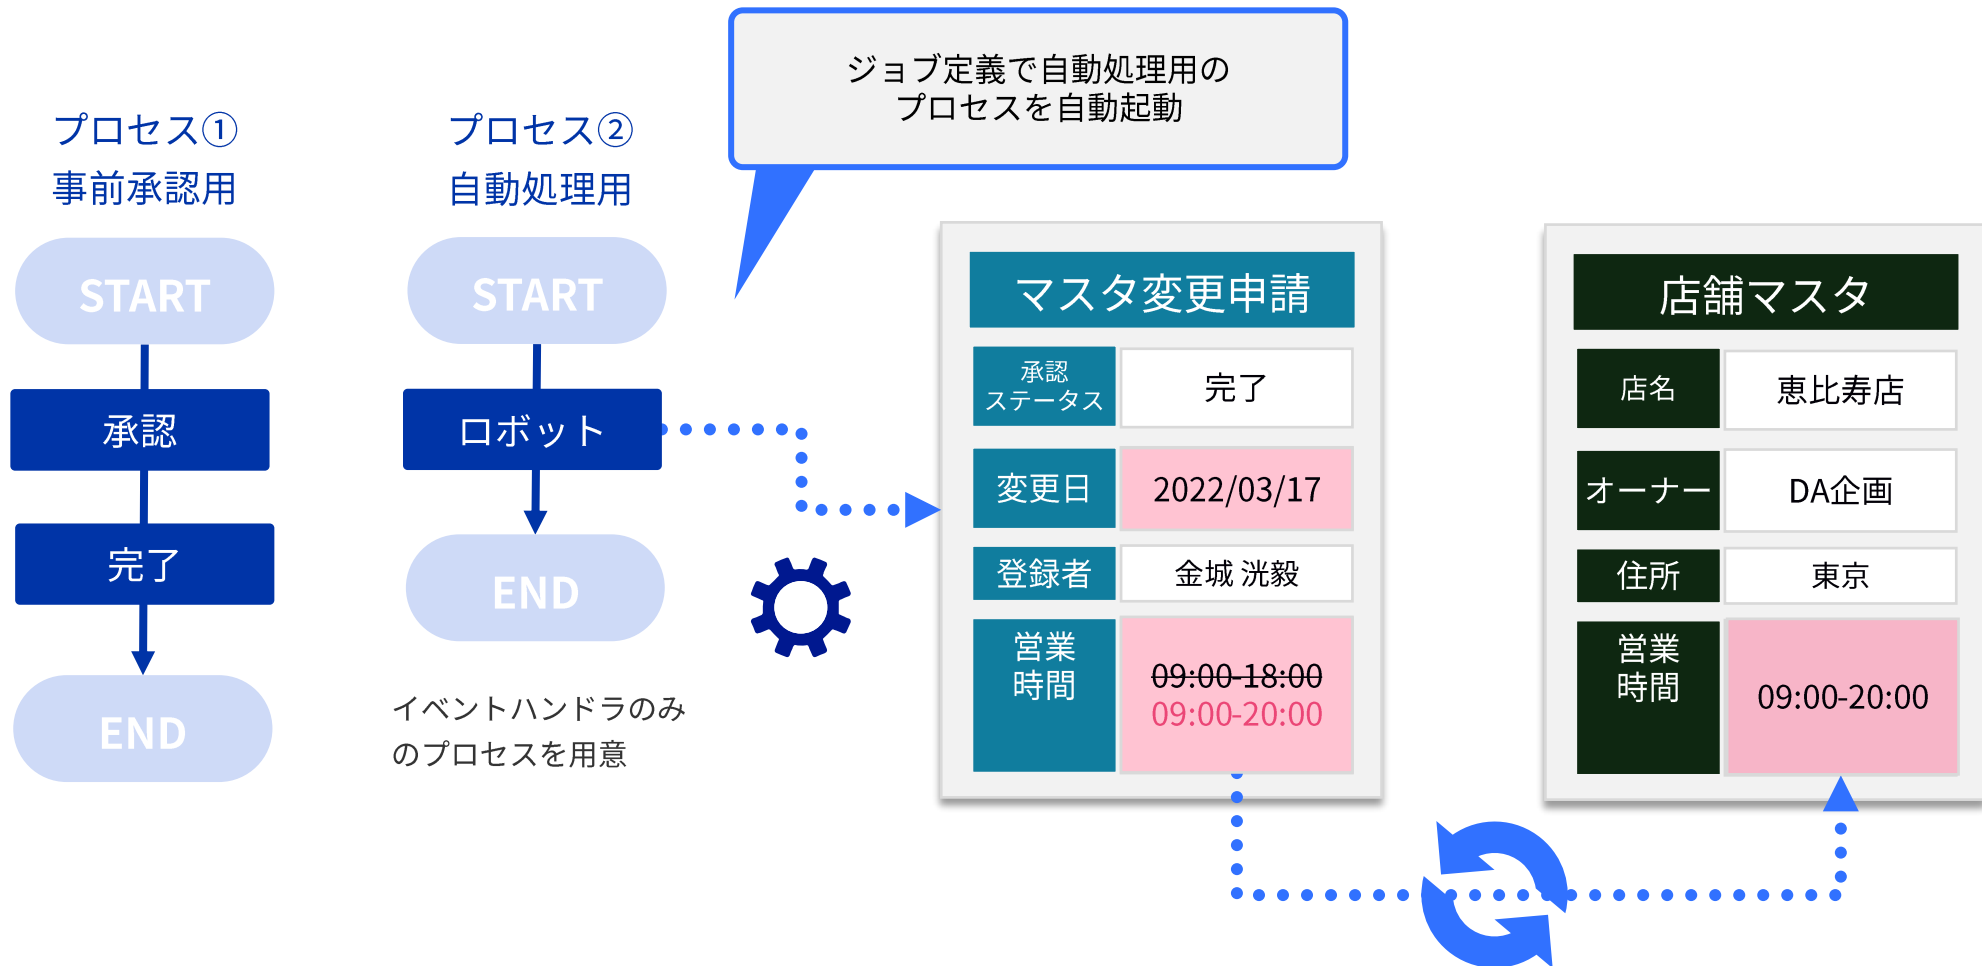 ジョブ定義で自動処理用の
プロセスを自動起動
プロセス①
事前承認用
START
承認
完了
END
プロセス②
自動処理用
START
ロボット
END
イベントハンドラのみ
のプロセスを用意
マスタ変更申請
承認
ステータス
完了
変更日
2022/03/17
登録者
金城 洸毅
営業
時間
09:00-18:00
09:00-20:00
店舗マスタ
店名
恵比寿店
オーナー
DA企画
住所
東京
営業
時間
09:00-20:00